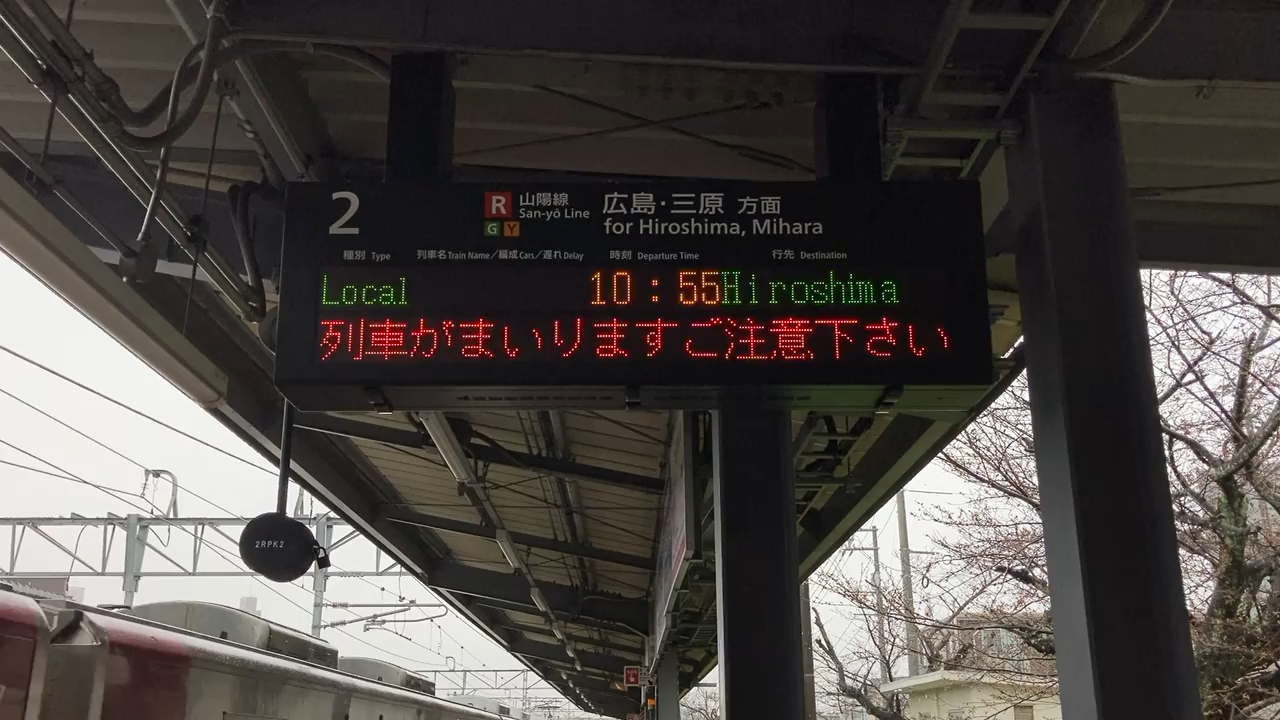 2 R 山陽線 広島・三原 方面
G Y San-yō Line for Hiroshima, Mihara
種別 Type 列車名 Train Name／編成 Cars／遅れ Delay 時刻 Departure Time 行先 Destination
Local 10:55 Hiroshima
列車がまいりますご注意下さい
2RPK2